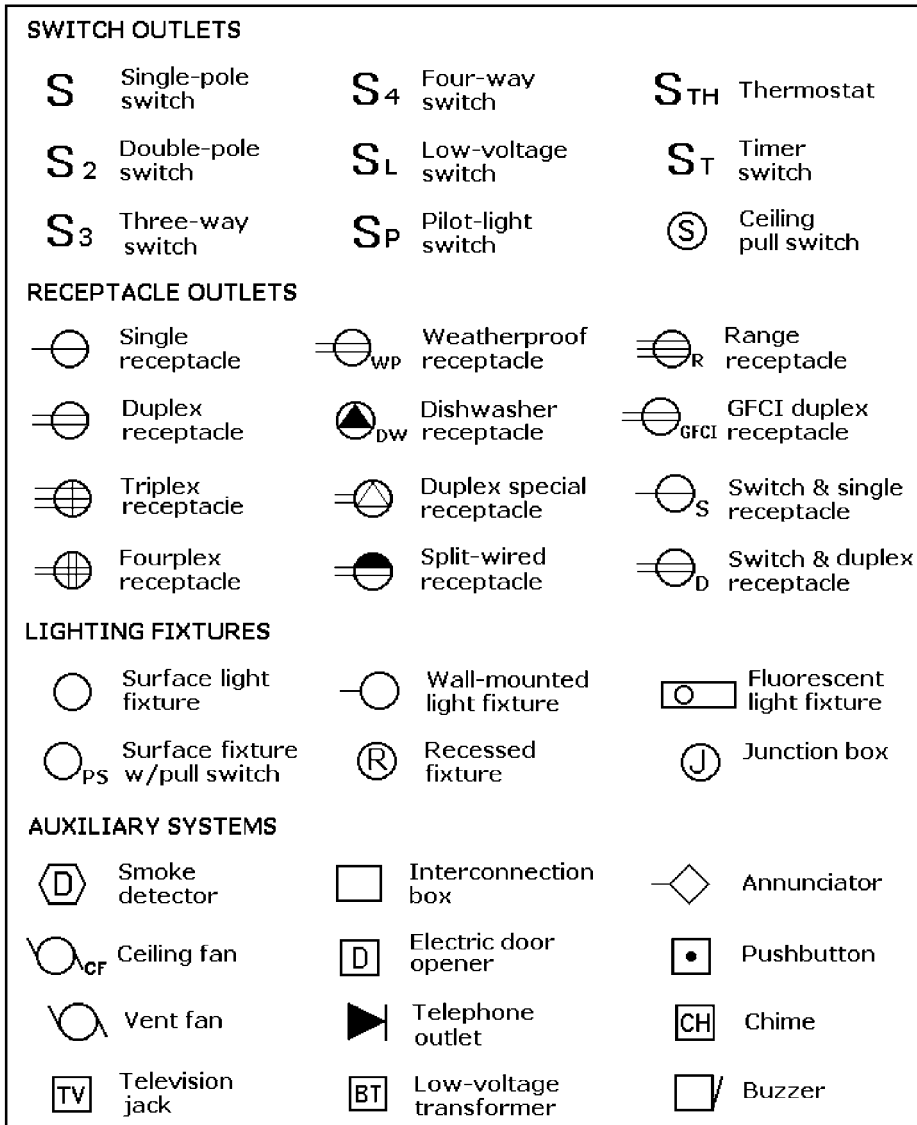 SWITCH OUTLETS
S Single-pole switch
S4 Four-way switch
STH Thermostat
S2 Double-pole switch
SL Low-voltage switch
ST Timer switch
S3 Three-way switch
SP Pilot-light switch
S Ceiling pull switch
RECEPTACLE OUTLETS
Single receptacle
WP Weatherproof receptacle
R Range receptacle
Duplex receptacle
DW Dishwasher receptacle
GFCI GFCI duplex receptacle
Triplex receptacle
Duplex special receptacle
S Switch & single receptacle
Fourplex receptacle
Split-wired receptacle
D Switch & duplex receptacle
LIGHTING FIXTURES
Surface light fixture
Wall-mounted light fixture
Fluorescent light fixture
PS Surface fixture w/pull switch
R Recessed fixture
J Junction box
AUXILIARY SYSTEMS
D Smoke detector
Interconnection box
Annunciator
CF Ceiling fan
D Electric door opener
Pushbutton
Vent fan
Telephone outlet
CH Chime
TV Television jack
BT Low-voltage transformer
Buzzer